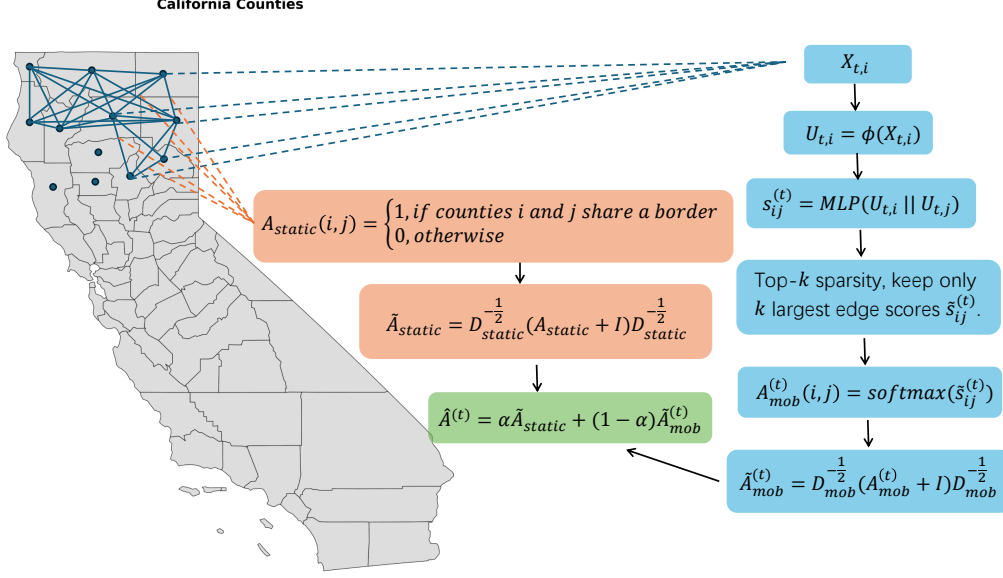 California Counties
X_{t,i}
U_{t,i} = ϕ(X_{t,i})
s_{ij}^{(t)} = MLP(U_{t,i} || U_{t,j})
Top-k sparsity, keep only
k largest edge scores s̃_{ij}^{(t)}.
A_{mob}^{(t)}(i,j) = softmax(s̃_{ij}^{(t)})
Ã_{mob}^{(t)} = D_{mob}^{-1/2}(A_{mob}^{(t)} + I)D_{mob}^{-1/2}
A_{static}(i,j) = {1, if counties i and j share a border
0, otherwise
Ã_{static} = D_{static}^{-1/2}(A_{static} + I)D_{static}^{-1/2}
Â^{(t)} = αÃ_{static} + (1 − α)Ã_{mob}^{(t)}